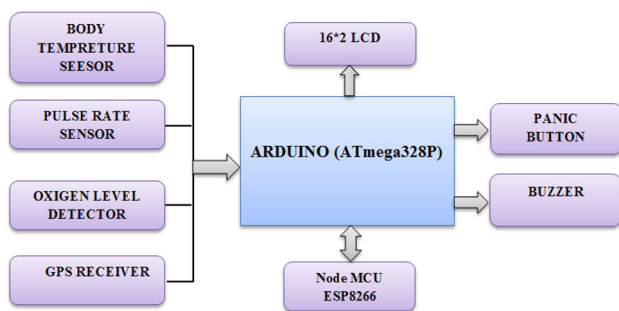 BODY
TEMPRETURE
SEESOR
PULSE RATE
SENSOR
OXIGEN LEVEL
DETECTOR
GPS RECEIVER
16*2 LCD
ARDUINO (ATmega328P)
Node MCU
ESP8266
PANIC
BUTTON
BUZZER